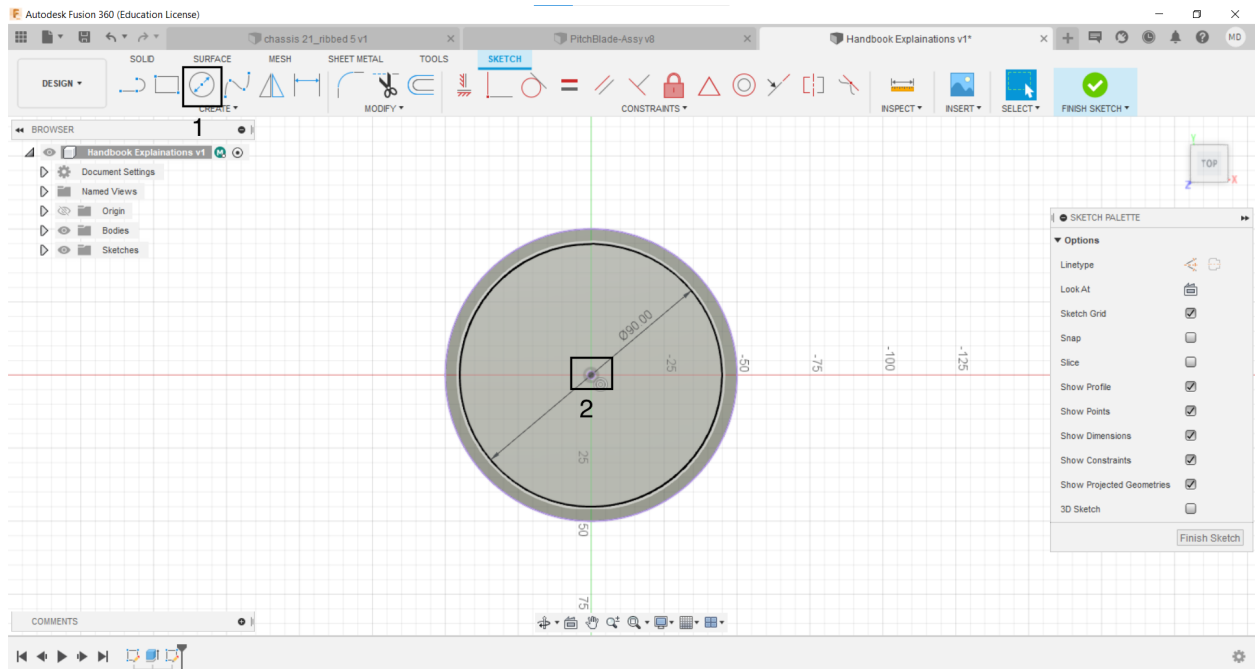 Autodesk Fusion 360 (Education License)
chassis 21_ribbed 5 v1
PitchBlade-Assy v8
Handbook Explainations v1*
MD
SOLID SURFACE MESH SHEET METAL TOOLS SKETCH
DESIGN
CREATE MODIFY CONSTRAINTS INSPECT INSERT SELECT FINISH SKETCH
1
BROWSER
Handbook Explainations v1
Document Settings
Named Views
Origin
Bodies
Sketches
TOP
X
Y
Z
SKETCH PALETTE
Options
Linetype
Look At
Sketch Grid
Snap
Slice
Show Profile
Show Points
Show Dimensions
Show Constraints
Show Projected Geometries
3D Sketch
Finish Sketch
Ø90.00
-25
-50
-75
-100
-125
2
25
50
75
COMMENTS